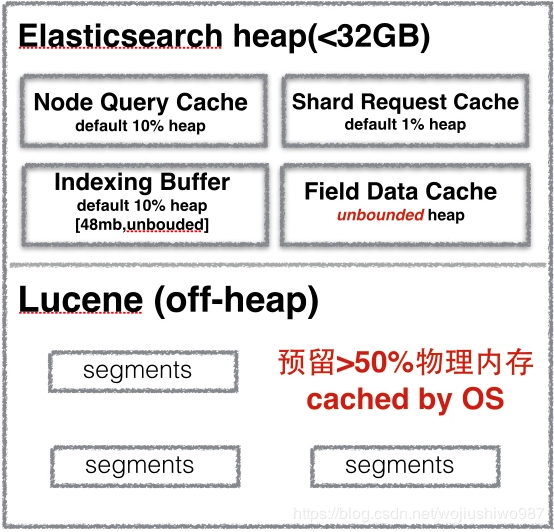 Elasticsearch heap(<32GB)
Node Query Cache
default 10% heap
Shard Request Cache
default 1% heap
Indexing Buffer
default 10% heap
[48mb,unbouded]
Field Data Cache
unbounded heap
Lucene (off-heap)
segments
预留>50%物理内存
cached by OS
segments
segments
https://blog.csdn.net/wojiushiwo987